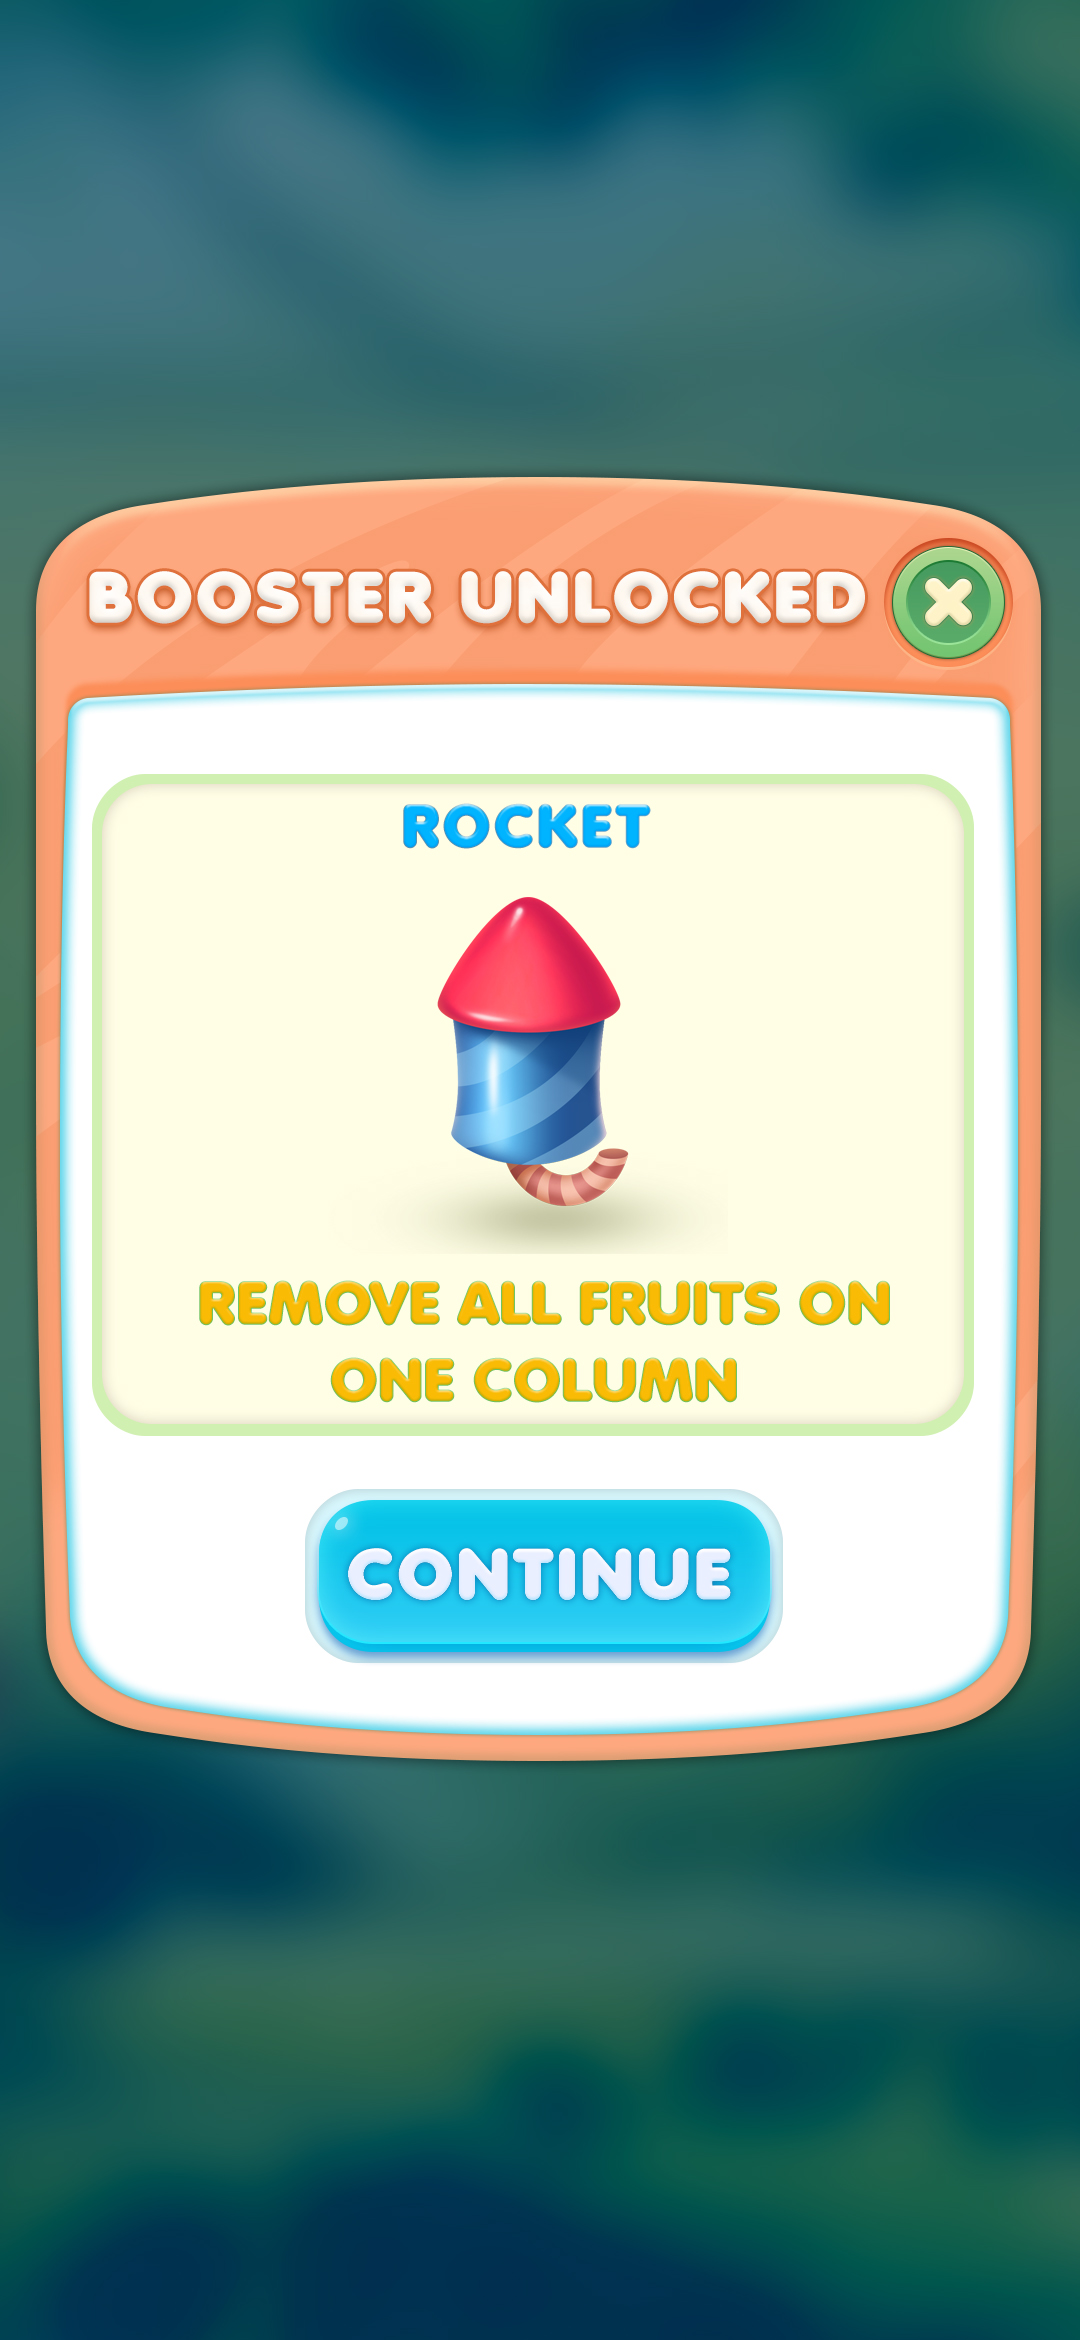 BOOSTER UNLOCKED
ROCKET
REMOVE ALL FRUITS ON
ONE COLUMN
CONTINUE